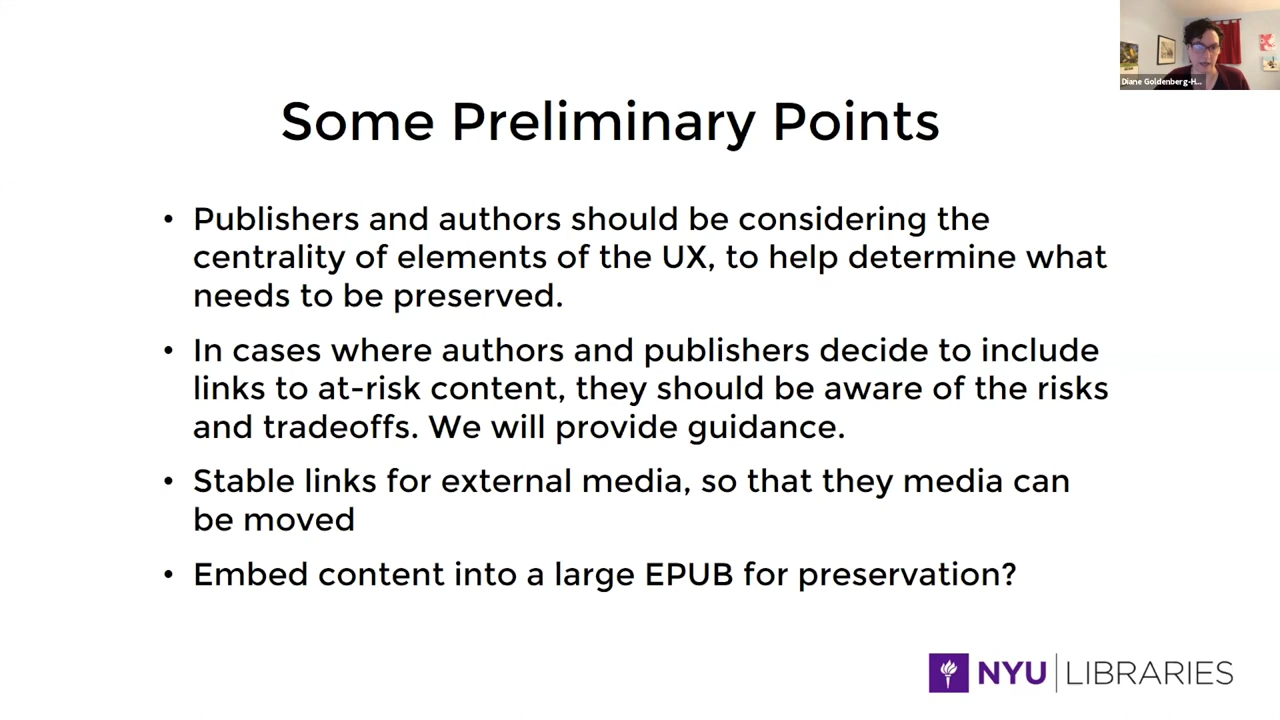 Diane Goldenberg-H...
Some Preliminary Points
• Publishers and authors should be considering the
centrality of elements of the UX, to help determine what
needs to be preserved.
• In cases where authors and publishers decide to include
links to at-risk content, they should be aware of the risks
and tradeoffs. We will provide guidance.
• Stable links for external media, so that they media can
be moved
• Embed content into a large EPUB for preservation?
NYU | LIBRARIES